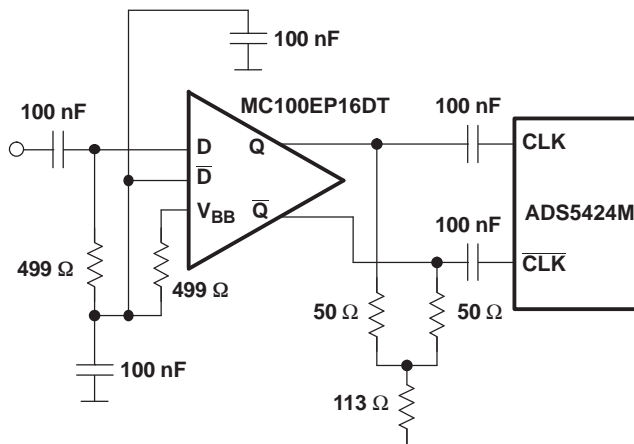 100 nF
MC100EP16DT
100 nF
100 nF
D
Q
CLK
D̅
ADS5424M
V_BB
Q̅
100 nF
C̅L̅K̅
499 Ω
499 Ω
50 Ω
50 Ω
100 nF
113 Ω